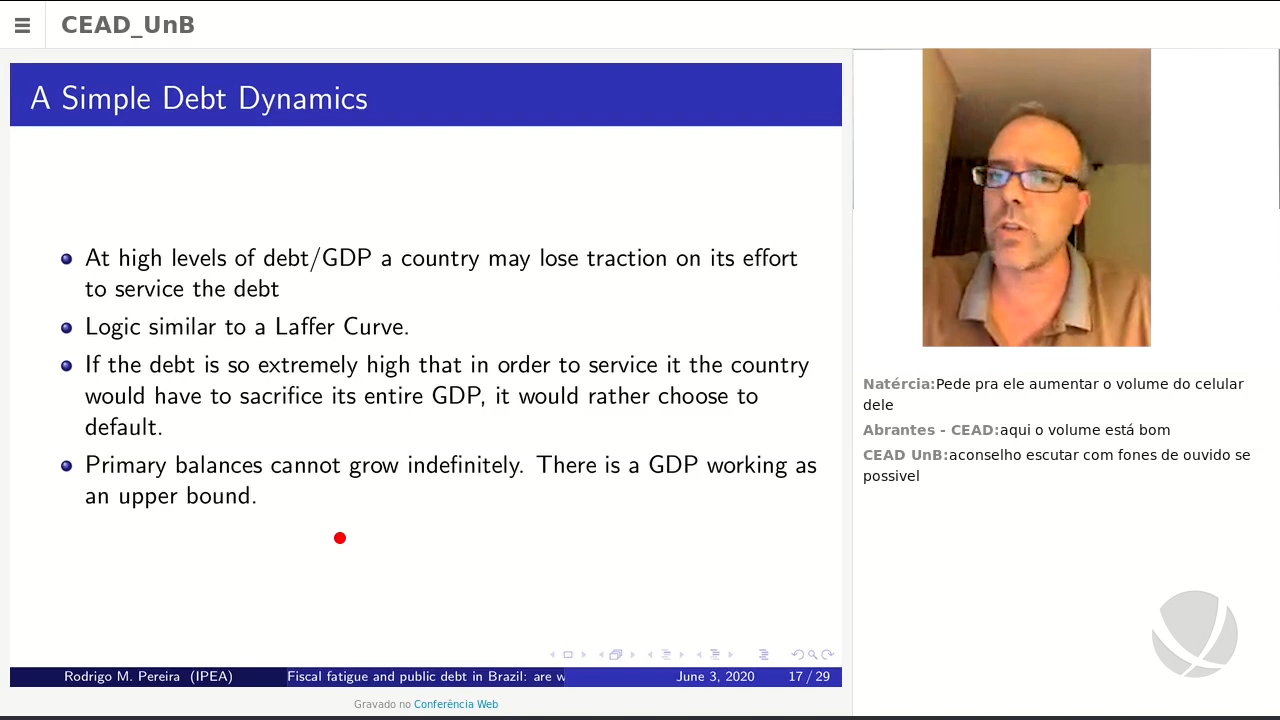 CEAD_UnB
A Simple Debt Dynamics
At high levels of debt/GDP a country may lose traction on its effort
to service the debt
Logic similar to a Laffer Curve.
If the debt is so extremely high that in order to service it the country
would have to sacrifice its entire GDP, it would rather choose to
default.
Primary balances cannot grow indefinitely. There is a GDP working as
an upper bound.
Rodrigo M. Pereira (IPEA) Fiscal fatigue and public debt in Brazil: are w June 3, 2020 17 / 29
Gravado no Conferência Web
Natércia:Pede pra ele aumentar o volume do celular
dele
Abrantes - CEAD:aqui o volume está bom
CEAD UnB:aconselho escutar com fones de ouvido se
possivel